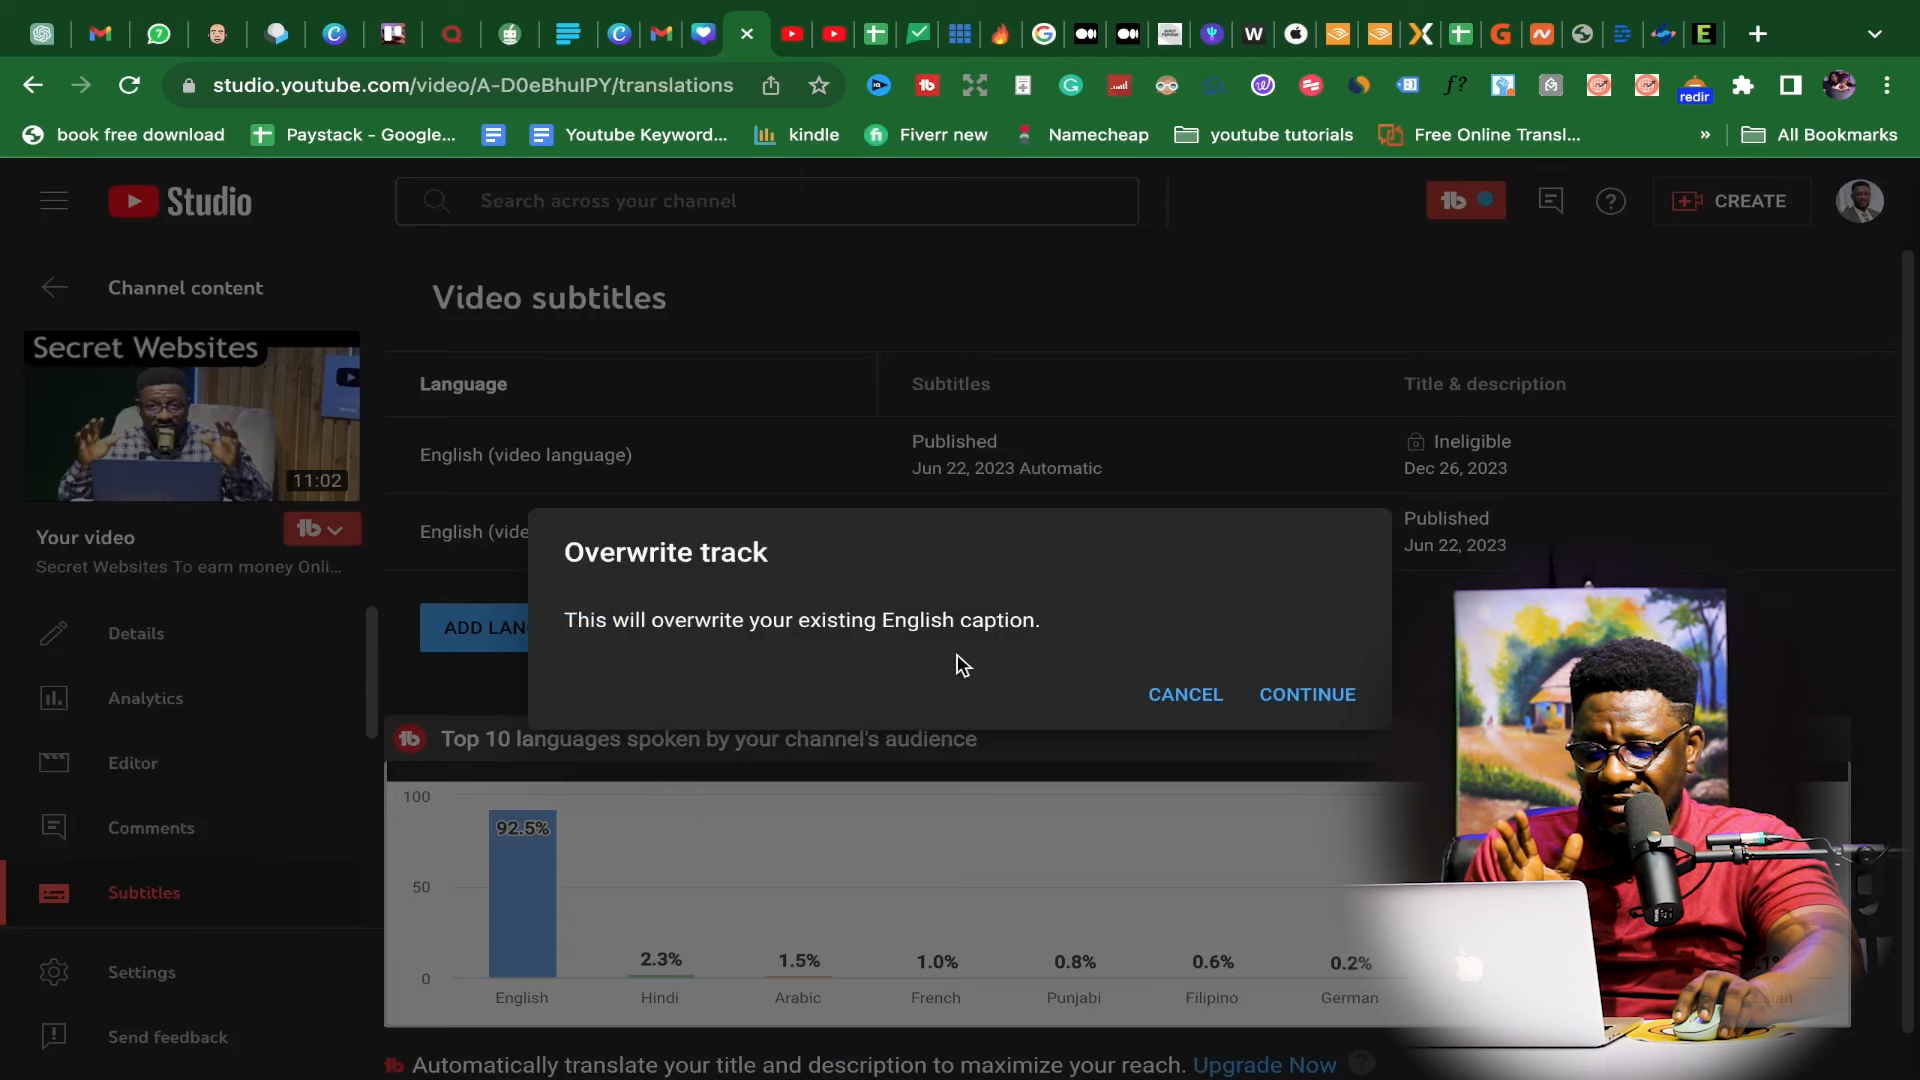 studio.youtube.com/video/A-D0eBhuIPY/translations
redir
book free download
Paystack - Google...
Youtube Keyword...
kindle
Fiverr new
Namecheap
youtube tutorials
Free Online Transl...
»
All Bookmarks
Studio
Search across your channel
CREATE
Channel content
Video subtitles
Secret Websites
11:02
Language
Subtitles
Title & description
English (video language)
Published
Jun 22, 2023 Automatic
Ineligible
Dec 26, 2023
Your video
Secret Websites To earn money Onli...
English (vide
Published
Jun 22, 2023
Overwrite track
This will overwrite your existing English caption.
CANCEL
CONTINUE
ADD LAN
Details
Analytics
Editor
Comments
Subtitles
Settings
Send feedback
Top 10 languages spoken by your channel's audience
100
50
0
92.5%
2.3%
1.5%
1.0%
0.8%
0.6%
0.2%
English
Hindi
Arabic
French
Punjabi
Filipino
German
Automatically translate your title and description to maximize your reach. Upgrade Now